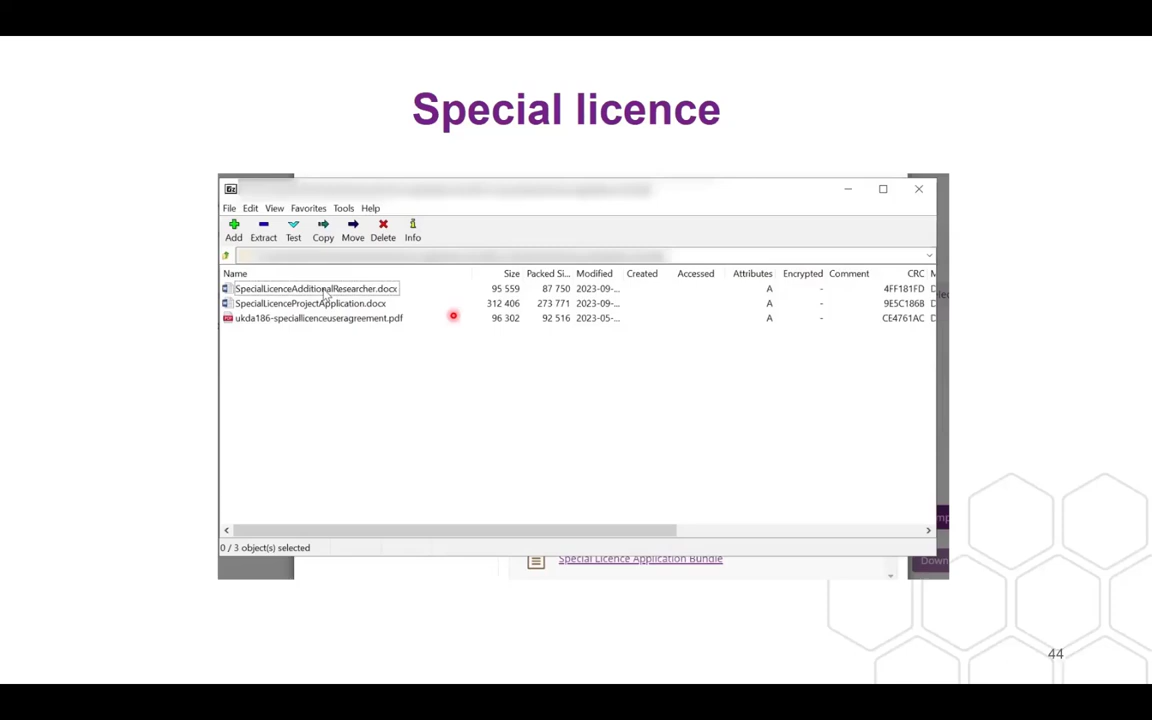 Special licence
File Edit View Favorites Tools Help
Add Extract Test Copy Move Delete Info
Name Size Packed Si... Modified Created Accessed Attributes Encrypted Comment CRC M
SpecialLicenceAdditionalResearcher.docx 95 559 87 750 2023-09-... A - 4FF181FD D
SpecialLicenceProjectApplication.docx 312 406 273 771 2023-09-... A - 9E5C1868 D
ukda186-speciallicenceuseragreement.pdf 96 302 92 516 2023-05-... A - CE4761AC D
0 / 3 object(s) selected
Special Licence Application Bundle
Down
44